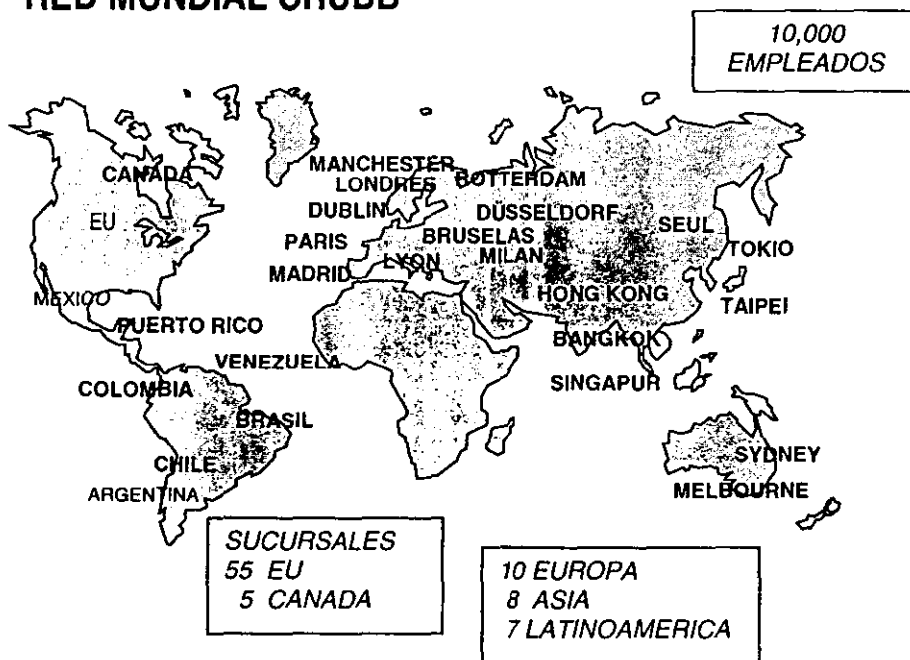 RED MUNDIAL CHUBB
10,000
EMPLEADOS
CANADA
EU
MEXICO
PUERTO RICO
VENEZUELA
COLOMBIA
BRASIL
CHILE
ARGENTINA
MANCHESTER
LONDRES
ROTTERDAM
DUBLIN
DÜSSELDORF
PARIS
BRUSELAS
MILAN
LYON
MADRID
SEUL
TOKIO
HONG KONG
TAIPEI
BANGKOK
SINGAPUR
SYDNEY
MELBOURNE
SUCURSALES
55 EU
5 CANADA
10 EUROPA
8 ASIA
7 LATINOAMERICA